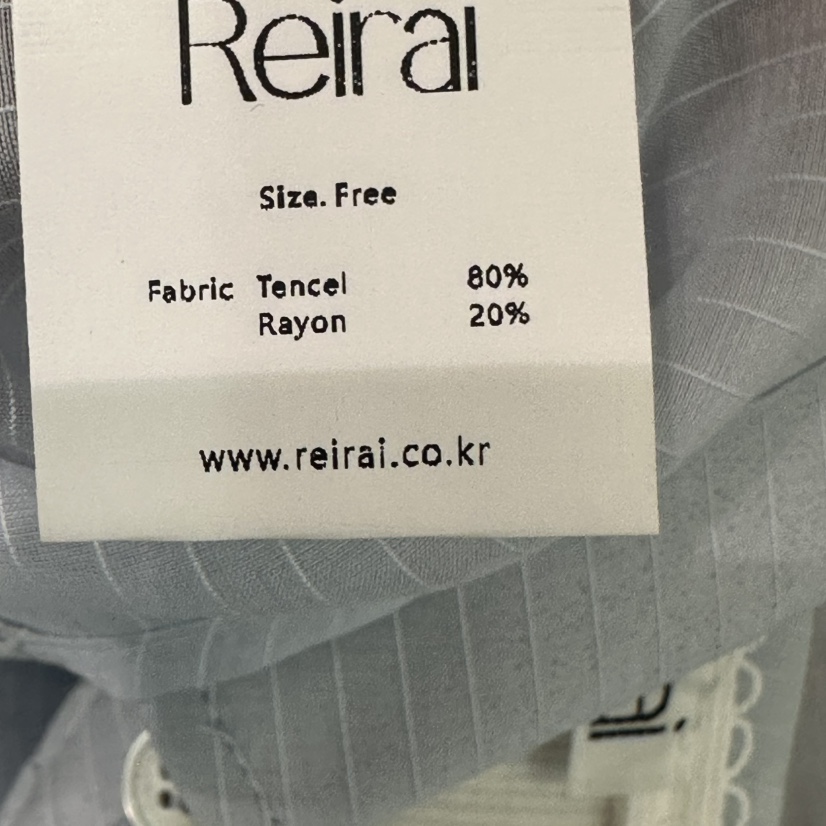 Reirai
Size. Free
Fabric Tencel 80%
Rayon 20%
www.reirai.co.kr